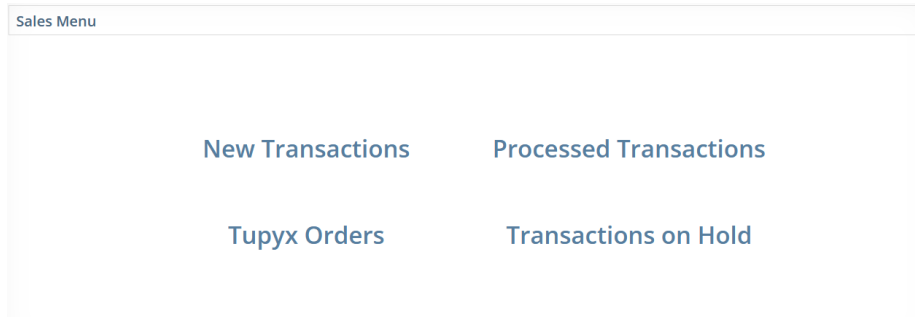 Sales Menu
New Transactions
Processed Transactions
Tupyx Orders
Transactions on Hold